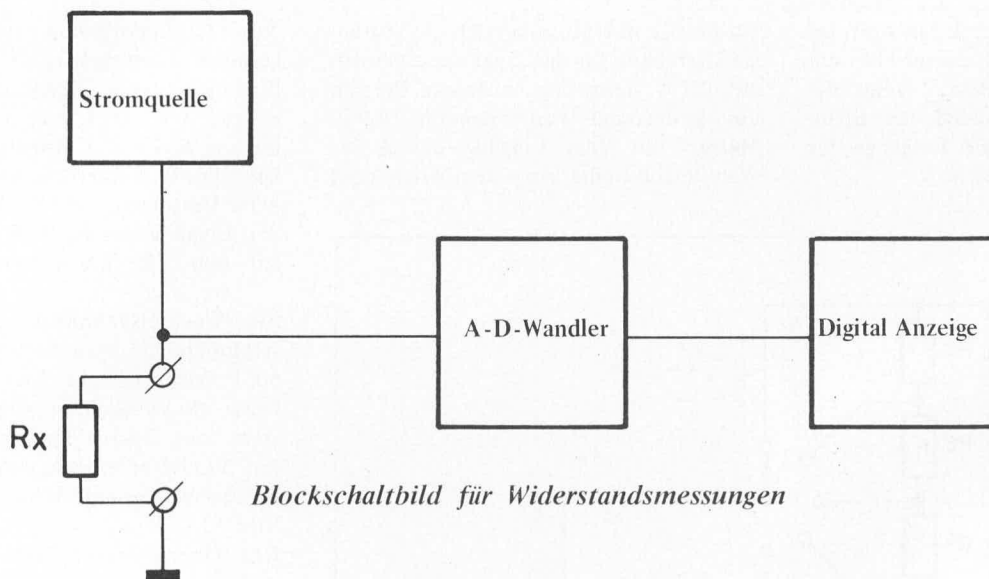 Stromquelle
A-D-Wandler
Digital Anzeige
Rx
Blockschaltbild für Widerstandsmessungen